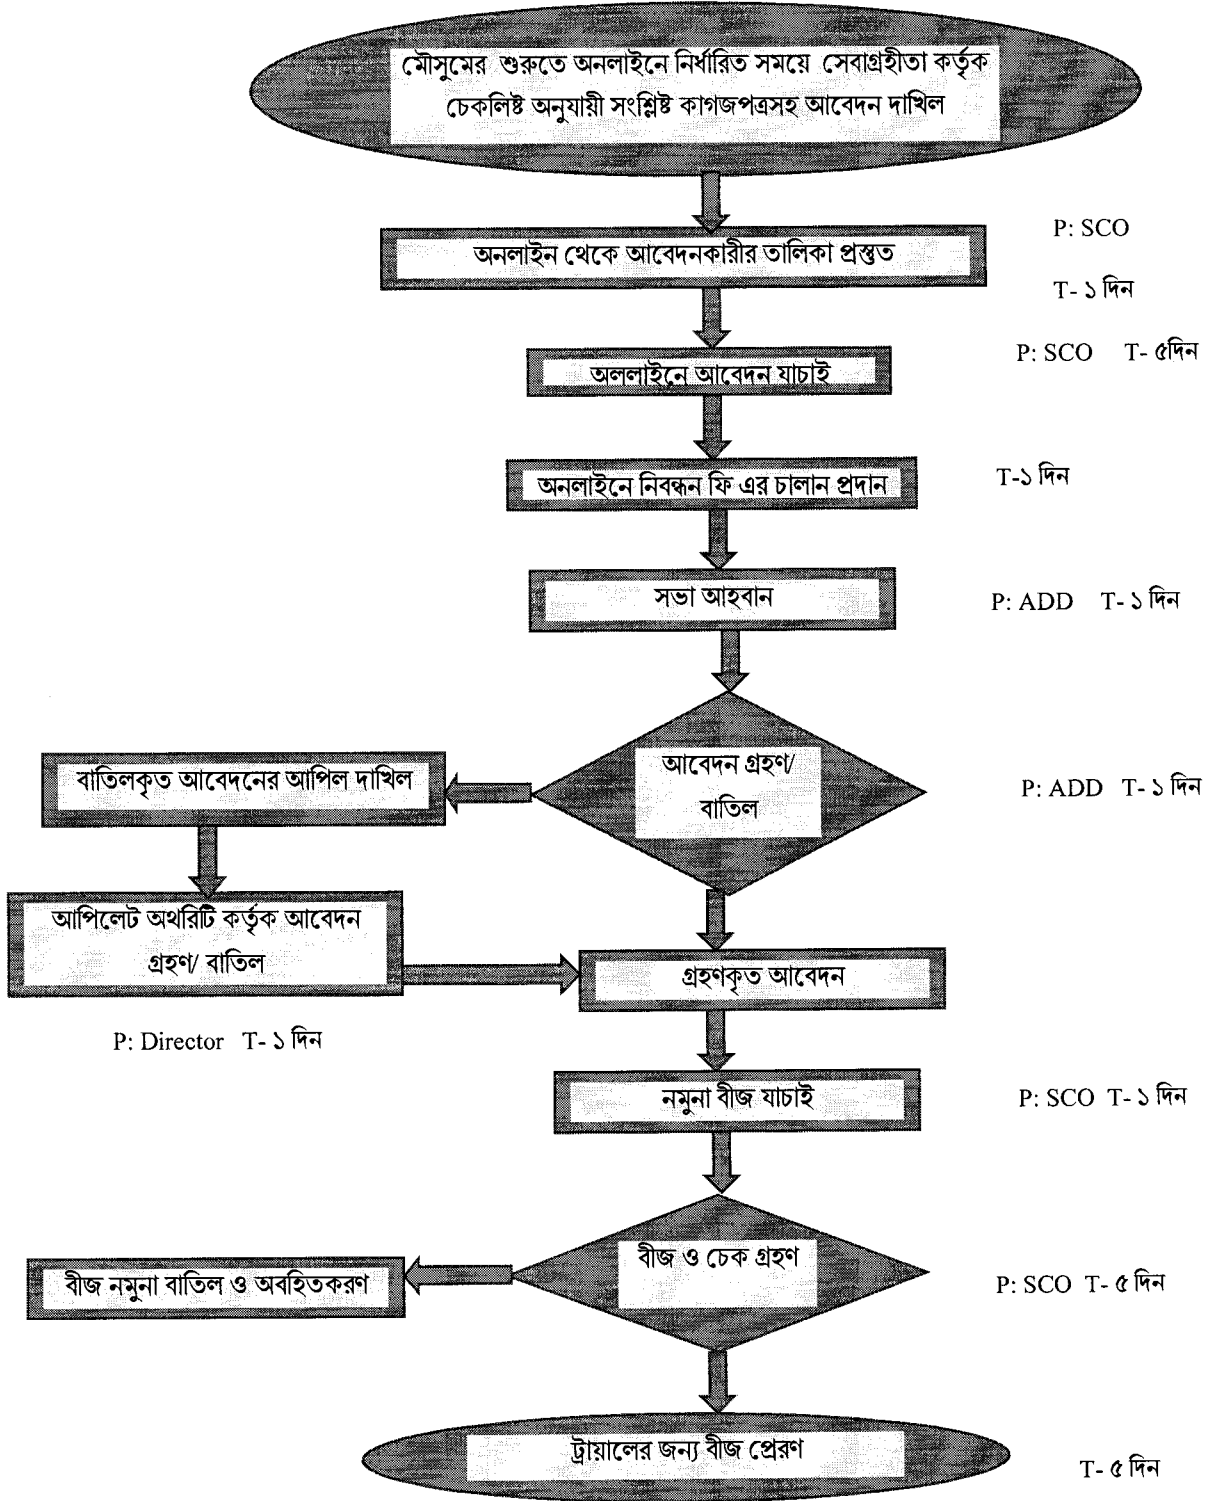 মৌসুমের শুরুতে অনলাইনে নির্ধারিত সময়ে সেবাগ্রহীতা কর্তৃক
চেকলিষ্ট অনুযায়ী সংশ্লিষ্ট কাগজপত্রসহ আবেদন দাখিল
P: SCO
অনলাইন থেকে আবেদনকারীর তালিকা প্রস্তুত
T- ১ দিন
P: SCO T- ৫দিন
অললাইনে আবেদন যাচাই
T-১ দিন
অনলাইনে নিবন্ধন ফি এর চালান প্রদান
সভা আহবান
P: ADD T- ১ দিন
আবেদন গ্রহণ/
বাতিল
বাতিলকৃত আবেদনের আপিল দাখিল
P: ADD T- ১ দিন
আপিলেট অথরিটি কর্তৃক আবেদন
গ্রহণ/ বাতিল
গ্রহণকৃত আবেদন
P: Director T- ১ দিন
নমুনা বীজ যাচাই
P: SCO T- ১ দিন
বীজ ও চেক গ্রহণ
বীজ নমুনা বাতিল ও অবহিতকরণ
P: SCO T- ৫ দিন
ট্রায়ালের জন্য বীজ প্রেরণ
T- ৫ দিন